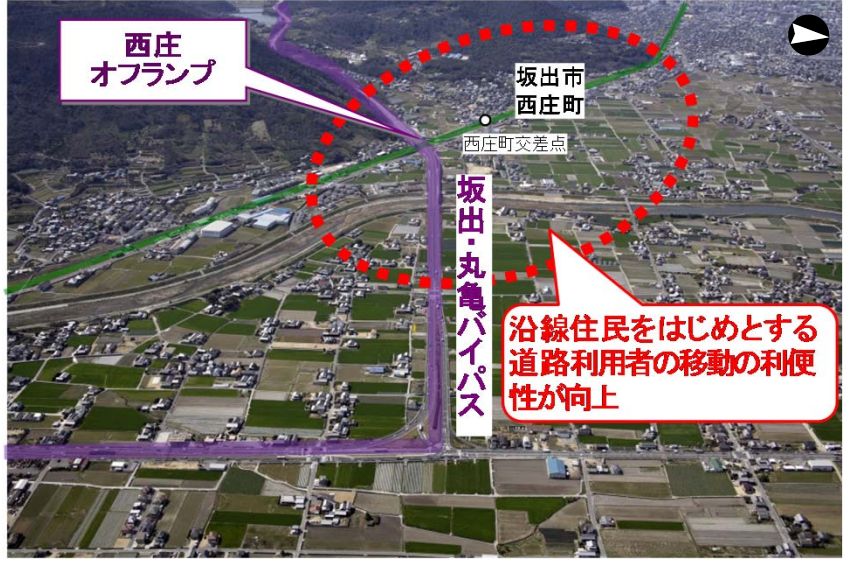 西庄
オフランプ
坂出市
西庄町
西庄町交差点
坂出・丸亀バイパス
沿線住民をはじめとする
道路利用者の移動の利便
性が向上